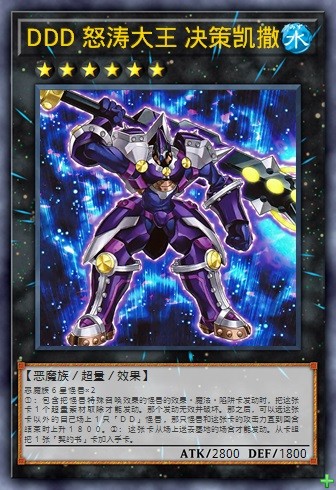 DDD 怒涛大王 决策凯撒
水
【恶魔族/超量/效果】
恶魔族6星怪兽×2
①：包含把怪兽特殊召唤效果的怪兽的效果·魔法·陷阱卡发动时，把这张
卡1个超量素材取除才能发动。那个发动无效并破坏。那之后，可以选这张
卡以外的自己场上1只「DD」怪兽，那只怪兽和这张卡的攻击力直到回合
结束时上升1800。②：这张卡从场上送去墓地的场合才能发动。从卡组
把1张「契约书」卡加入手卡。
ATK/2800 DEF/1800